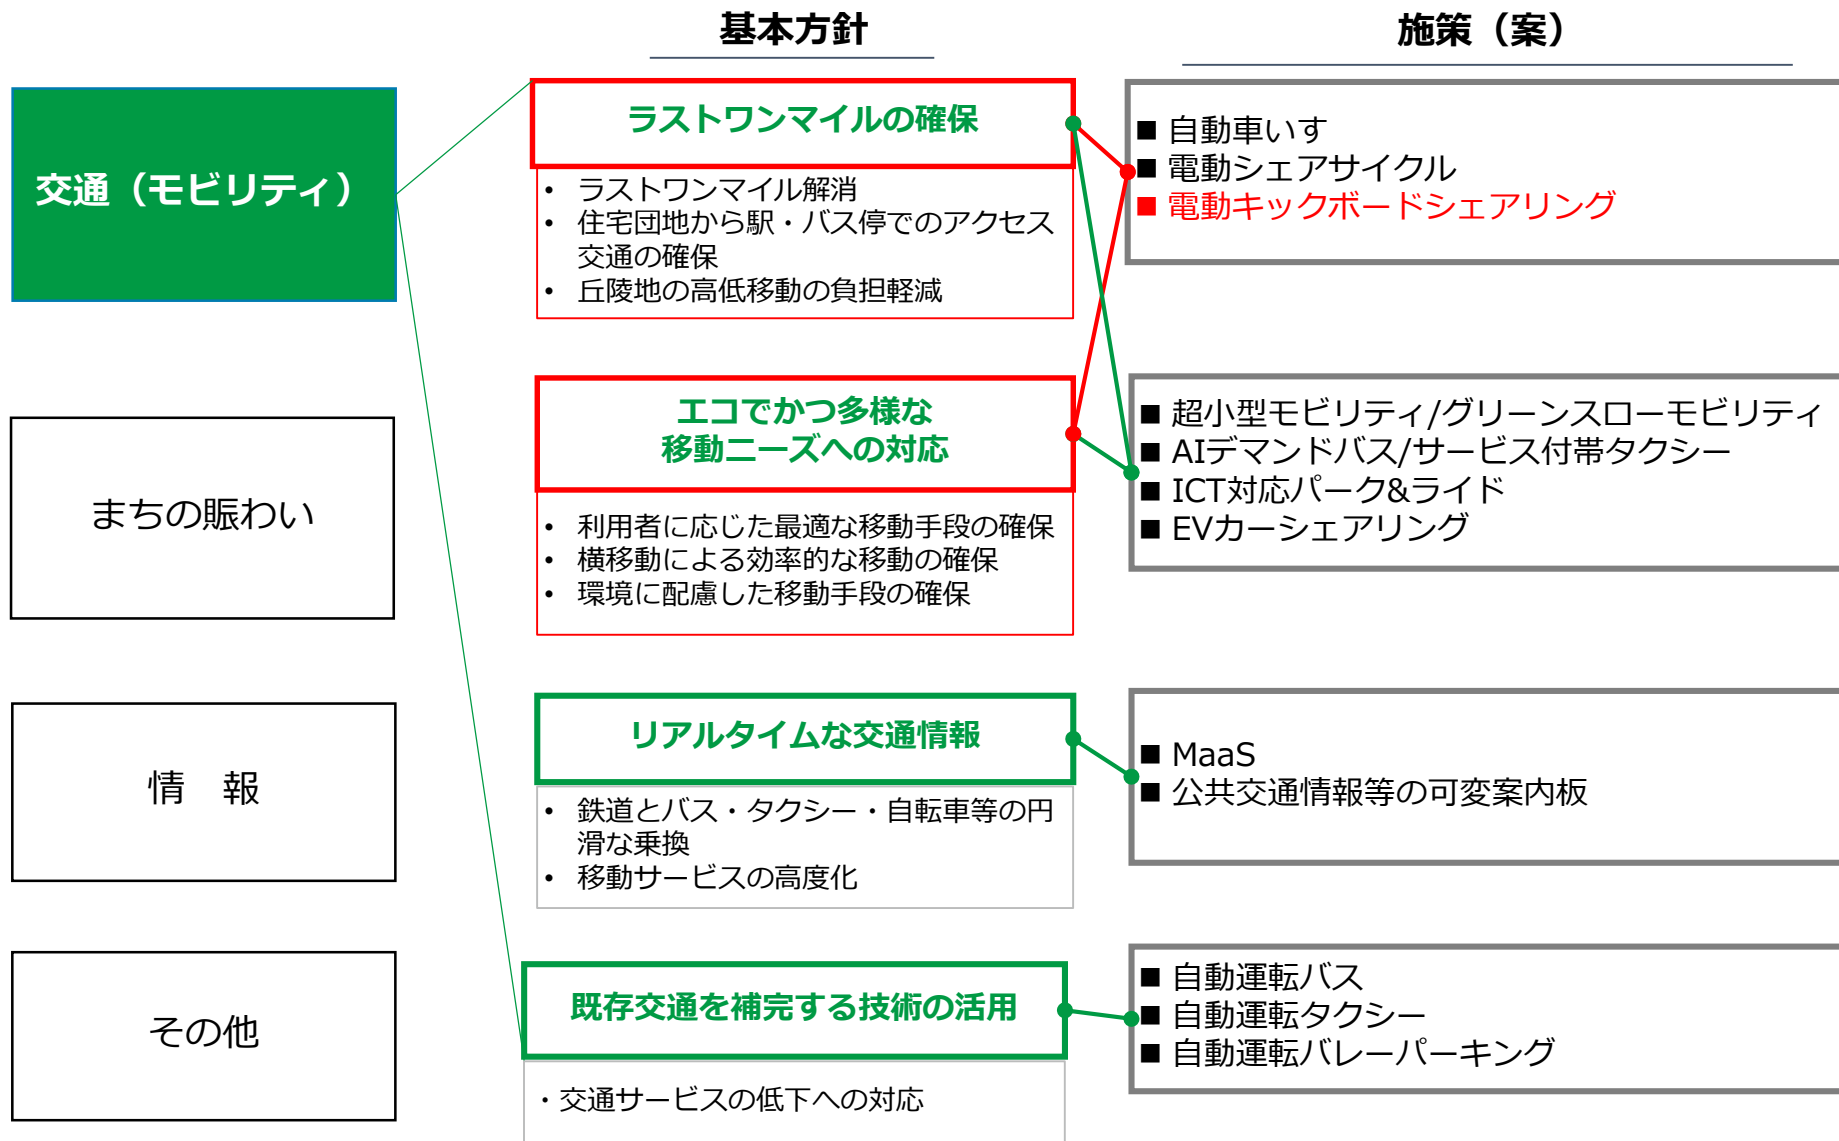 基本方針
施策（案）
交通（モビリティ）
まちの賑わい
情　報
その他
ラストワンマイルの確保
• ラストワンマイル解消
• 住宅団地から駅・バス停でのアクセス
交通の確保
• 丘陵地の高低移動の負担軽減
■ 自動車いす
■ 電動シェアサイクル
■ 電動キックボードシェアリング
エコでかつ多様な
移動ニーズへの対応
• 利用者に応じた最適な移動手段の確保
• 横移動による効率的な移動の確保
• 環境に配慮した移動手段の確保
■ 超小型モビリティ/グリーンスローモビリティ
■ AIデマンドバス/サービス付帯タクシー
■ ICT対応パーク&ライド
■ EVカーシェアリング
リアルタイムな交通情報
• 鉄道とバス・タクシー・自転車等の円
滑な乗換
• 移動サービスの高度化
■ MaaS
■ 公共交通情報等の可変案内板
既存交通を補完する技術の活用
・交通サービスの低下への対応
■ 自動運転バス
■ 自動運転タクシー
■ 自動運転バレーパーキング